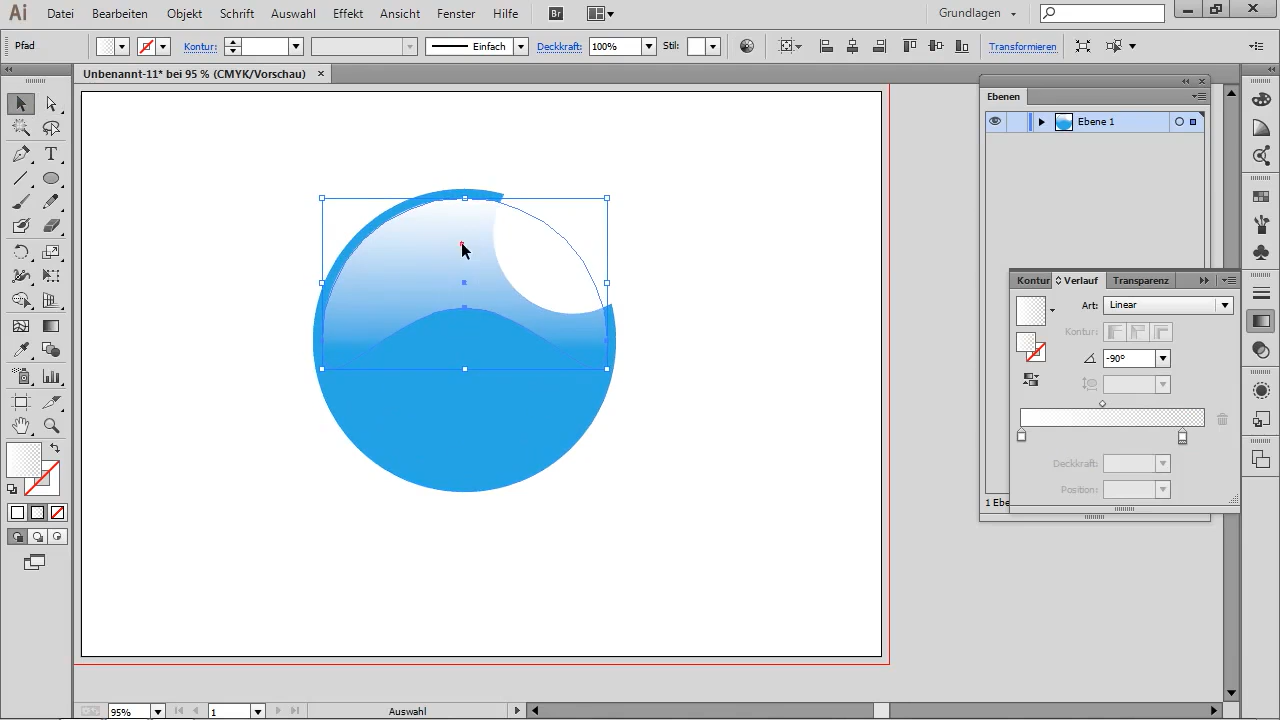 Ai Datei Bearbeiten Objekt Schrift Auswahl Effekt Ansicht Fenster Hilfe Br Grundlagen
Pfad Kontur: Einfach Deckkraft: 100% Stil: Transformieren
Unbenannt-11* bei 95 % (CMYK/Vorschau) ×
Ebenen
Ebene 1
Kontur Verlauf Transparenz
Art: Linear
Kontur:
-90°
Deckkraft:
Position:
1 Ebe
95% 1 Auswahl